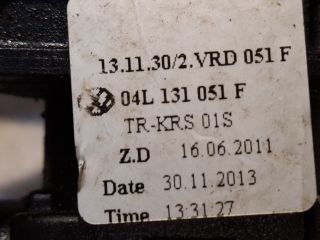 13.11.30/2.VRD 051 F
04L 131 051 F
TR-KRS 01S
Z.D 16.06.2011
Date 30.11.2013
Time 13:31:27